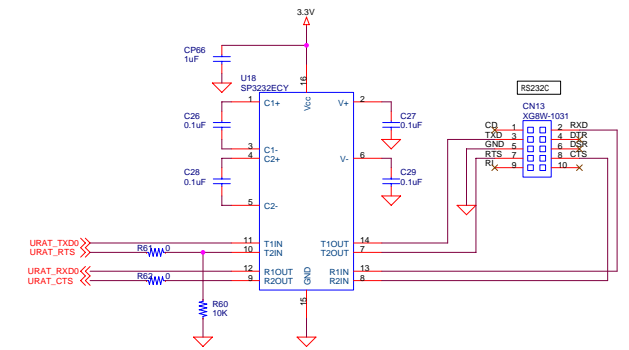 3.3V
CP66
1uF
U18
SP3232ECY
16
Vcc
1 C1+
V+ 2
C26
0.1uF
C27
0.1uF
3 C1-
4 C2+
V- 6
C28
0.1uF
C29
0.1uF
5 C2-
RS232C
CN13
XG8W-1031
CD 1 2 RXD
TXD 3 4 DTR
GND 5 6 DSR
RTS 7 8 CTS
RI 9 10
URAT_TXD0 11 T1IN T1OUT 14
URAT_RTS R61 0 10 T2IN T2OUT 7
URAT_RXD0 12 R1OUT R1IN 13
URAT_CTS R62 0 9 R2OUT R2IN 8
GND
15
R60
10K